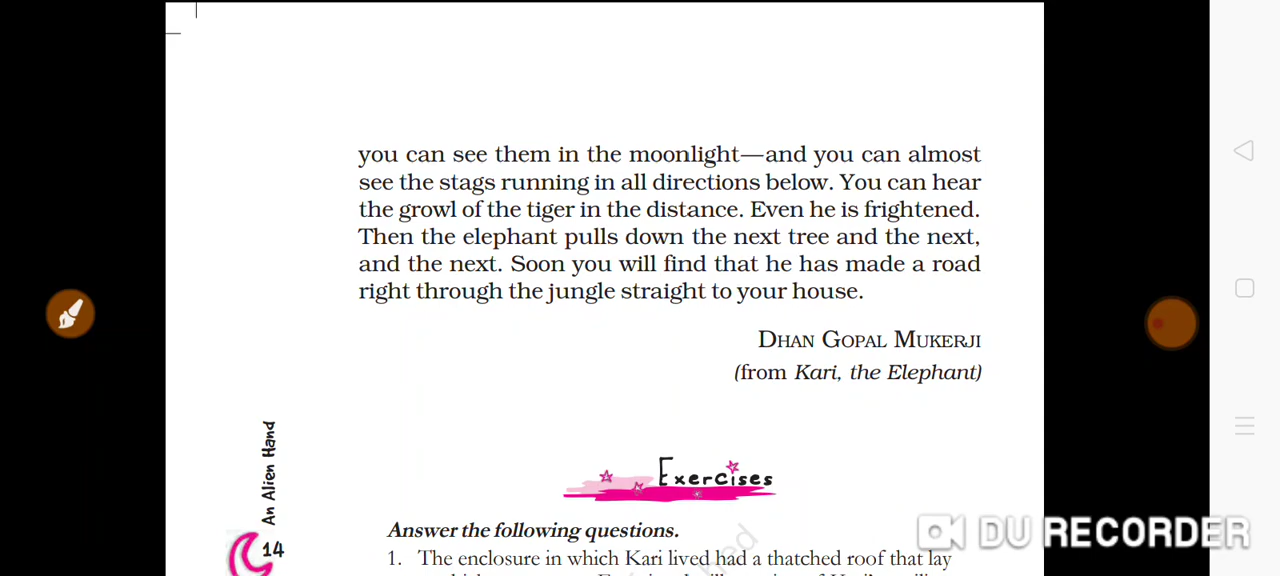 you can see them in the moonlight—and you can almost
see the stags running in all directions below. You can hear
the growl of the tiger in the distance. Even he is frightened.
Then the elephant pulls down the next tree and the next,
and the next. Soon you will find that he has made a road
right through the jungle straight to your house.
DHAN GOPAL MUKERJI
(from Kari, the Elephant)
An Alien Hand
14
Exercises
Answer the following questions.
1. The enclosure in which Kari lived had a thatched roof that lay
DU RECORDER